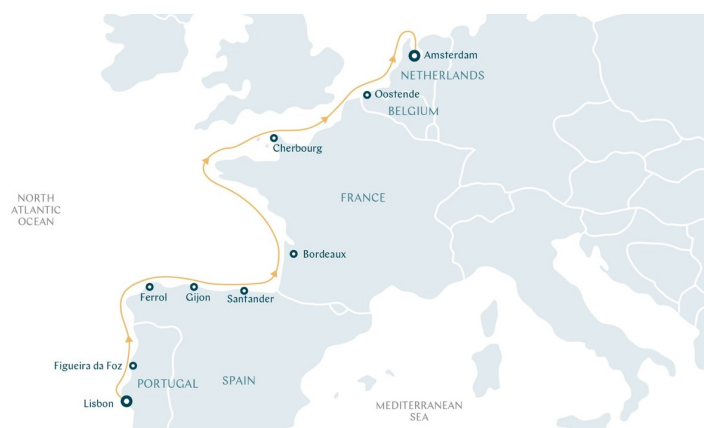 Amsterdam
NETHERLANDS
Oostende
BELGIUM
Cherbourg
FRANCE
NORTH
ATLANTIC
OCEAN
Bordeaux
Ferrol
Gijon
Santander
Figueira da Foz
PORTUGAL
SPAIN
Lisbon
MEDITERRANEAN
SEA